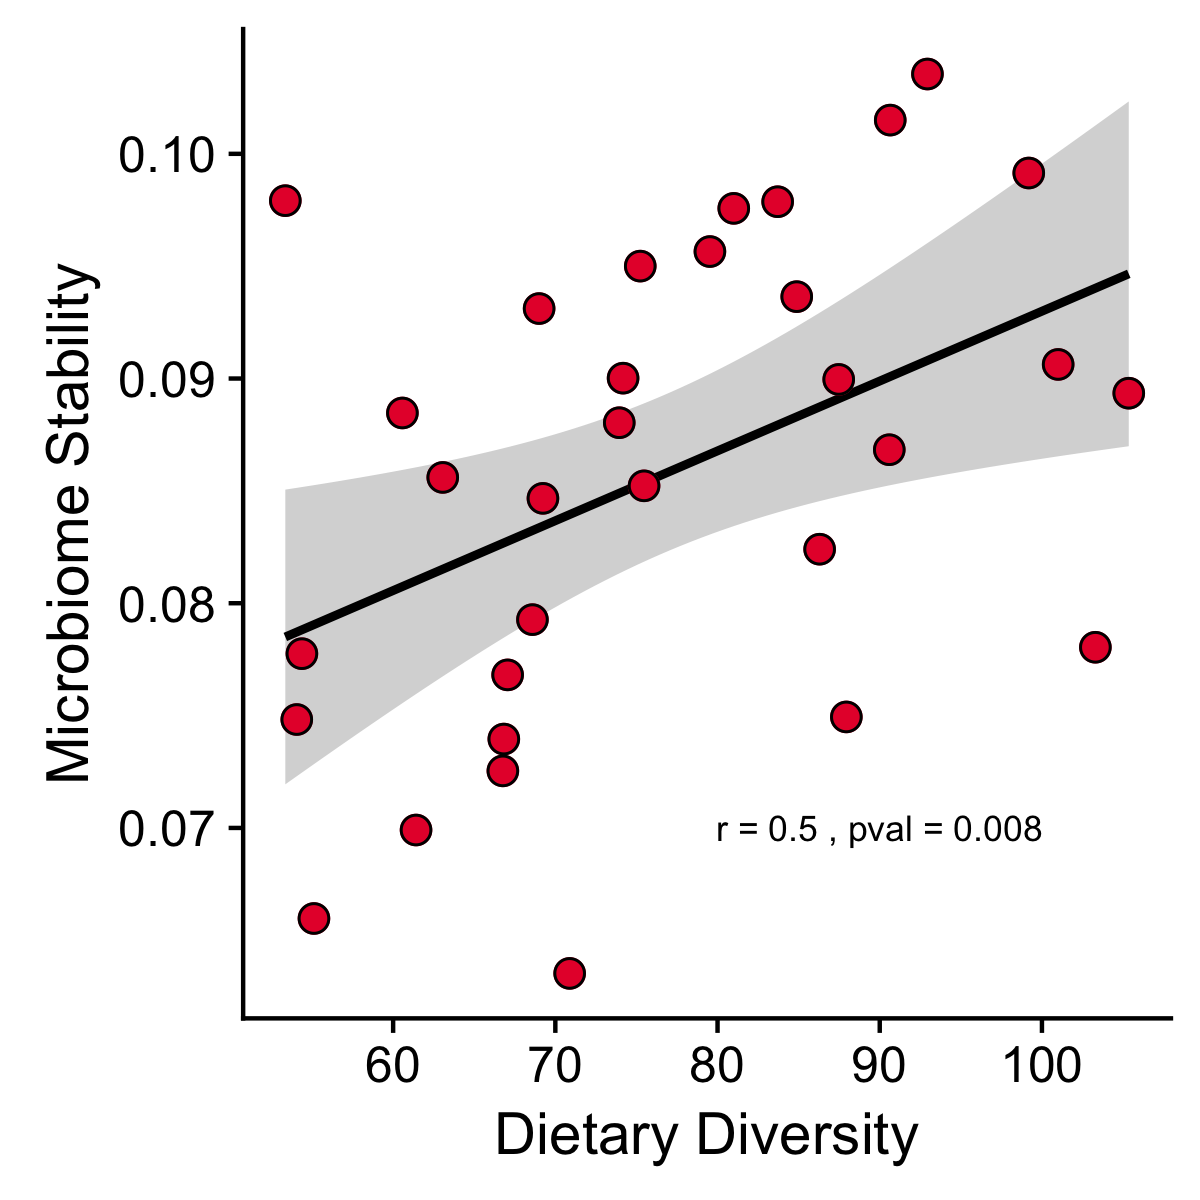 Microbiome Stability
0.10
0.09
0.08
0.07
r = 0.5 , pval = 0.008
60 70 80 90 100
Dietary Diversity